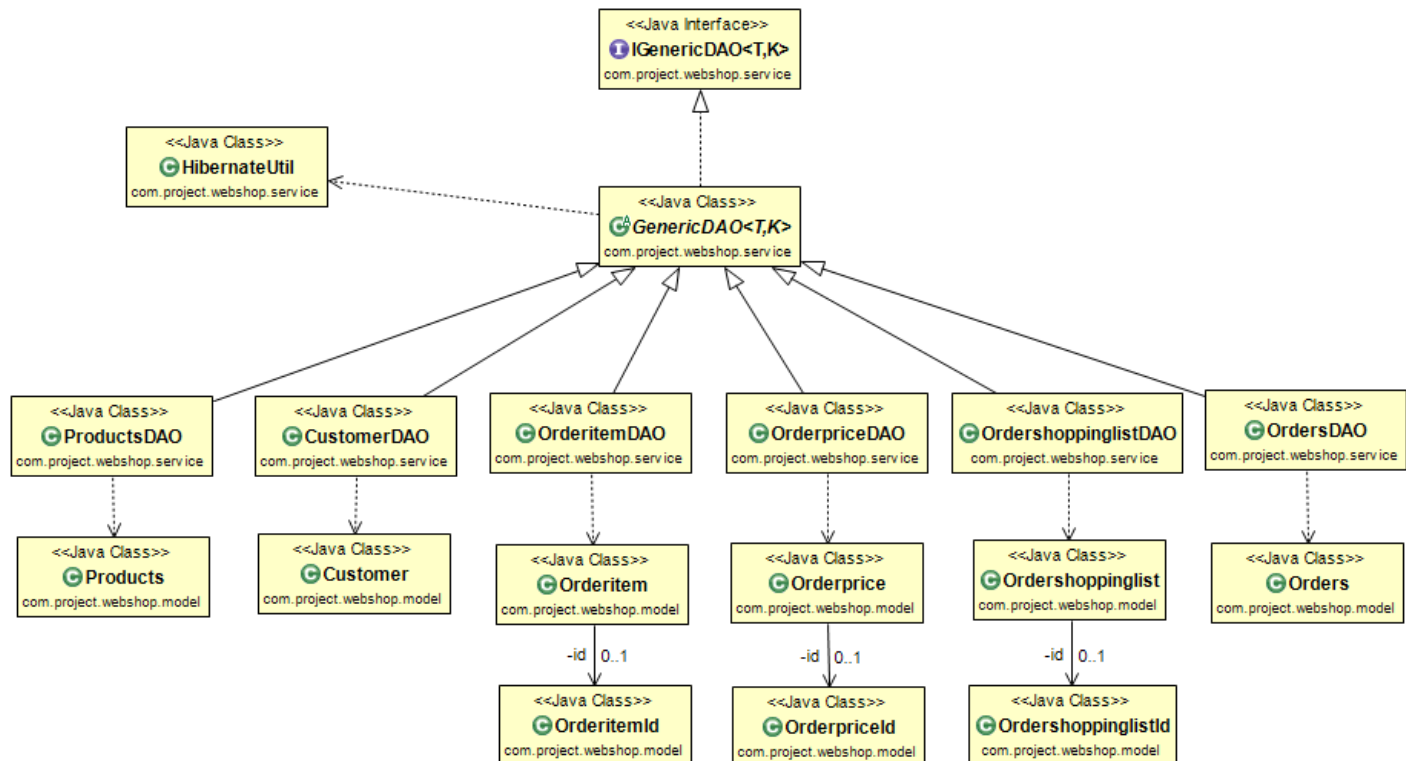 <<Java Interface>>
IGenericDAO<T,K>
com.project.webshop.service
<<Java Class>>
HibernateUtil
com.project.webshop.service
<<Java Class>>
GenericDAO<T,K>
com.project.webshop.service
<<Java Class>>
ProductsDAO
com.project.webshop.service
<<Java Class>>
CustomerDAO
com.project.webshop.service
<<Java Class>>
OrderitemDAO
com.project.webshop.service
<<Java Class>>
OrderpriceDAO
com.project.webshop.service
<<Java Class>>
OrdershoppinglistDAO
com.project.webshop.service
<<Java Class>>
OrdersDAO
com.project.webshop.service
<<Java Class>>
Products
com.project.webshop.model
<<Java Class>>
Customer
com.project.webshop.model
<<Java Class>>
Orderitem
com.project.webshop.model
<<Java Class>>
Orderprice
com.project.webshop.model
<<Java Class>>
Ordershoppinglist
com.project.webshop.model
<<Java Class>>
Orders
com.project.webshop.model
-id 0..1
-id 0..1
-id 0..1
<<Java Class>>
OrderitemId
com.project.webshop.model
<<Java Class>>
OrderpriceId
com.project.webshop.model
<<Java Class>>
OrdershoppinglistId
com.project.webshop.model